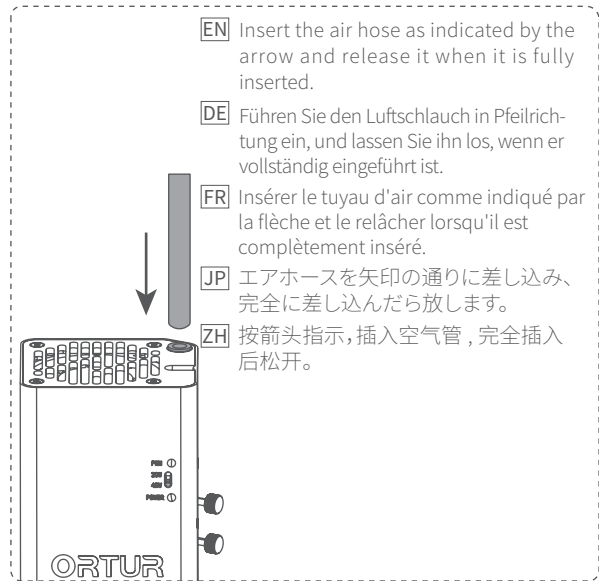 EN Insert the air hose as indicated by the
arrow and release it when it is fully
inserted.
DE Führen Sie den Luftschlauch in Pfeilrich-
tung ein, und lassen Sie ihn los, wenn er
vollständig eingeführt ist.
FR Insérer le tuyau d'air comme indiqué par
la flèche et le relâcher lorsqu'il est
complètement inséré.
JP エアホースを矢印の通りに差し込み、
完全に差し込んだら放します。
ZH 按箭头指示，插入空气管 , 完全插入
后松开。
POWER
ORTUR